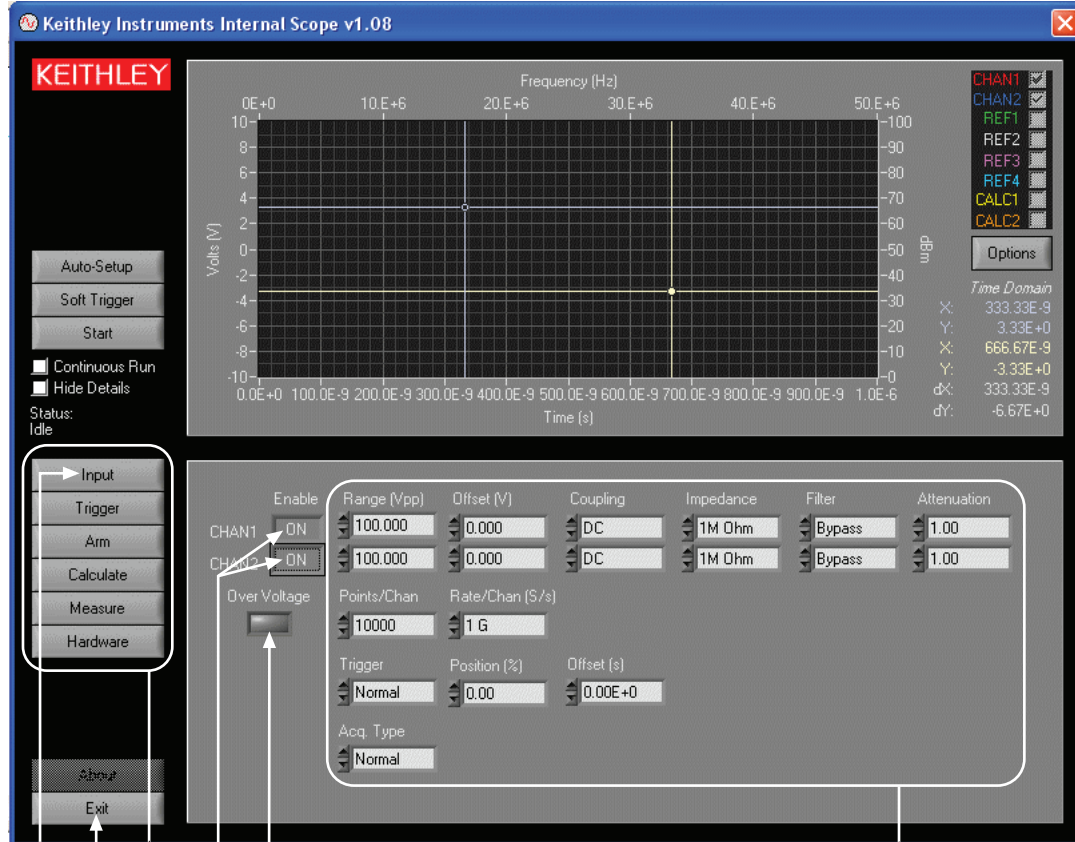 Keithley Instruments Internal Scope v1.08
KEITHLEY
Frequency (Hz)
0E+0 10.E+6 20.E+6 30.E+6 40.E+6 50.E+6
10 8 6 4 2 0 -2 -4 -6 -8 -10
Volts (V)
-100 -90 -80 -70 -60 -50 -40 -30 -20 -10 -0
dBm
0.0E+0 100.0E-9 200.0E-9 300.0E-9 400.0E-9 500.0E-9 600.0E-9 700.0E-9 800.0E-9 900.0E-9 1.0E-6
Time (s)
CHAN1
CHAN2
REF1
REF2
REF3
REF4
CALC1
CALC2
Options
Time Domain
X: 333.33E-9
Y: 3.33E+0
X: 666.67E-9
Y: -3.33E+0
dX: 333.33E-9
dY: -6.67E+0
Auto-Setup
Soft Trigger
Start
Continuous Run
Hide Details
Status:
Idle
Input
Trigger
Arm
Calculate
Measure
Hardware
About
Exit
Enable Range (Vpp) Offset (V) Coupling Impedance Filter Attenuation
CHAN1 ON 100.000 0.000 DC 1M Ohm Bypass 1.00
CHAN2 ON 100.000 0.000 DC 1M Ohm Bypass 1.00
Over Voltage Points/Chan Rate/Chan (S/s)
10000 1 G
Trigger Position (%) Offset (s)
Normal 0.00 0.00E+0
Acq. Type
Normal